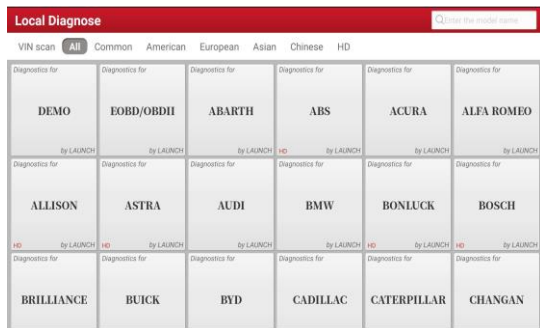 Local Diagnose
Enter the model name
VIN scan All Common American European Asian Chinese HD
Diagnostics for Diagnostics for Diagnostics for Diagnostics for Diagnostics for Diagnostics for
DEMO EOBD/OBDII ABARTH ABS ACURA ALFA ROMEO
by LAUNCH by LAUNCH by LAUNCH HD by LAUNCH by LAUNCH by LAUNCH
Diagnostics for Diagnostics for Diagnostics for Diagnostics for Diagnostics for Diagnostics for
ALLISON ASTRA AUDI BMW BONLUCK BOSCH
HD by LAUNCH HD by LAUNCH by LAUNCH by LAUNCH HD by LAUNCH HD by LAUNCH
Diagnostics for Diagnostics for Diagnostics for Diagnostics for Diagnostics for Diagnostics for
BRILLIANCE BUICK BYD CADILLAC CATERPILLAR CHANGAN